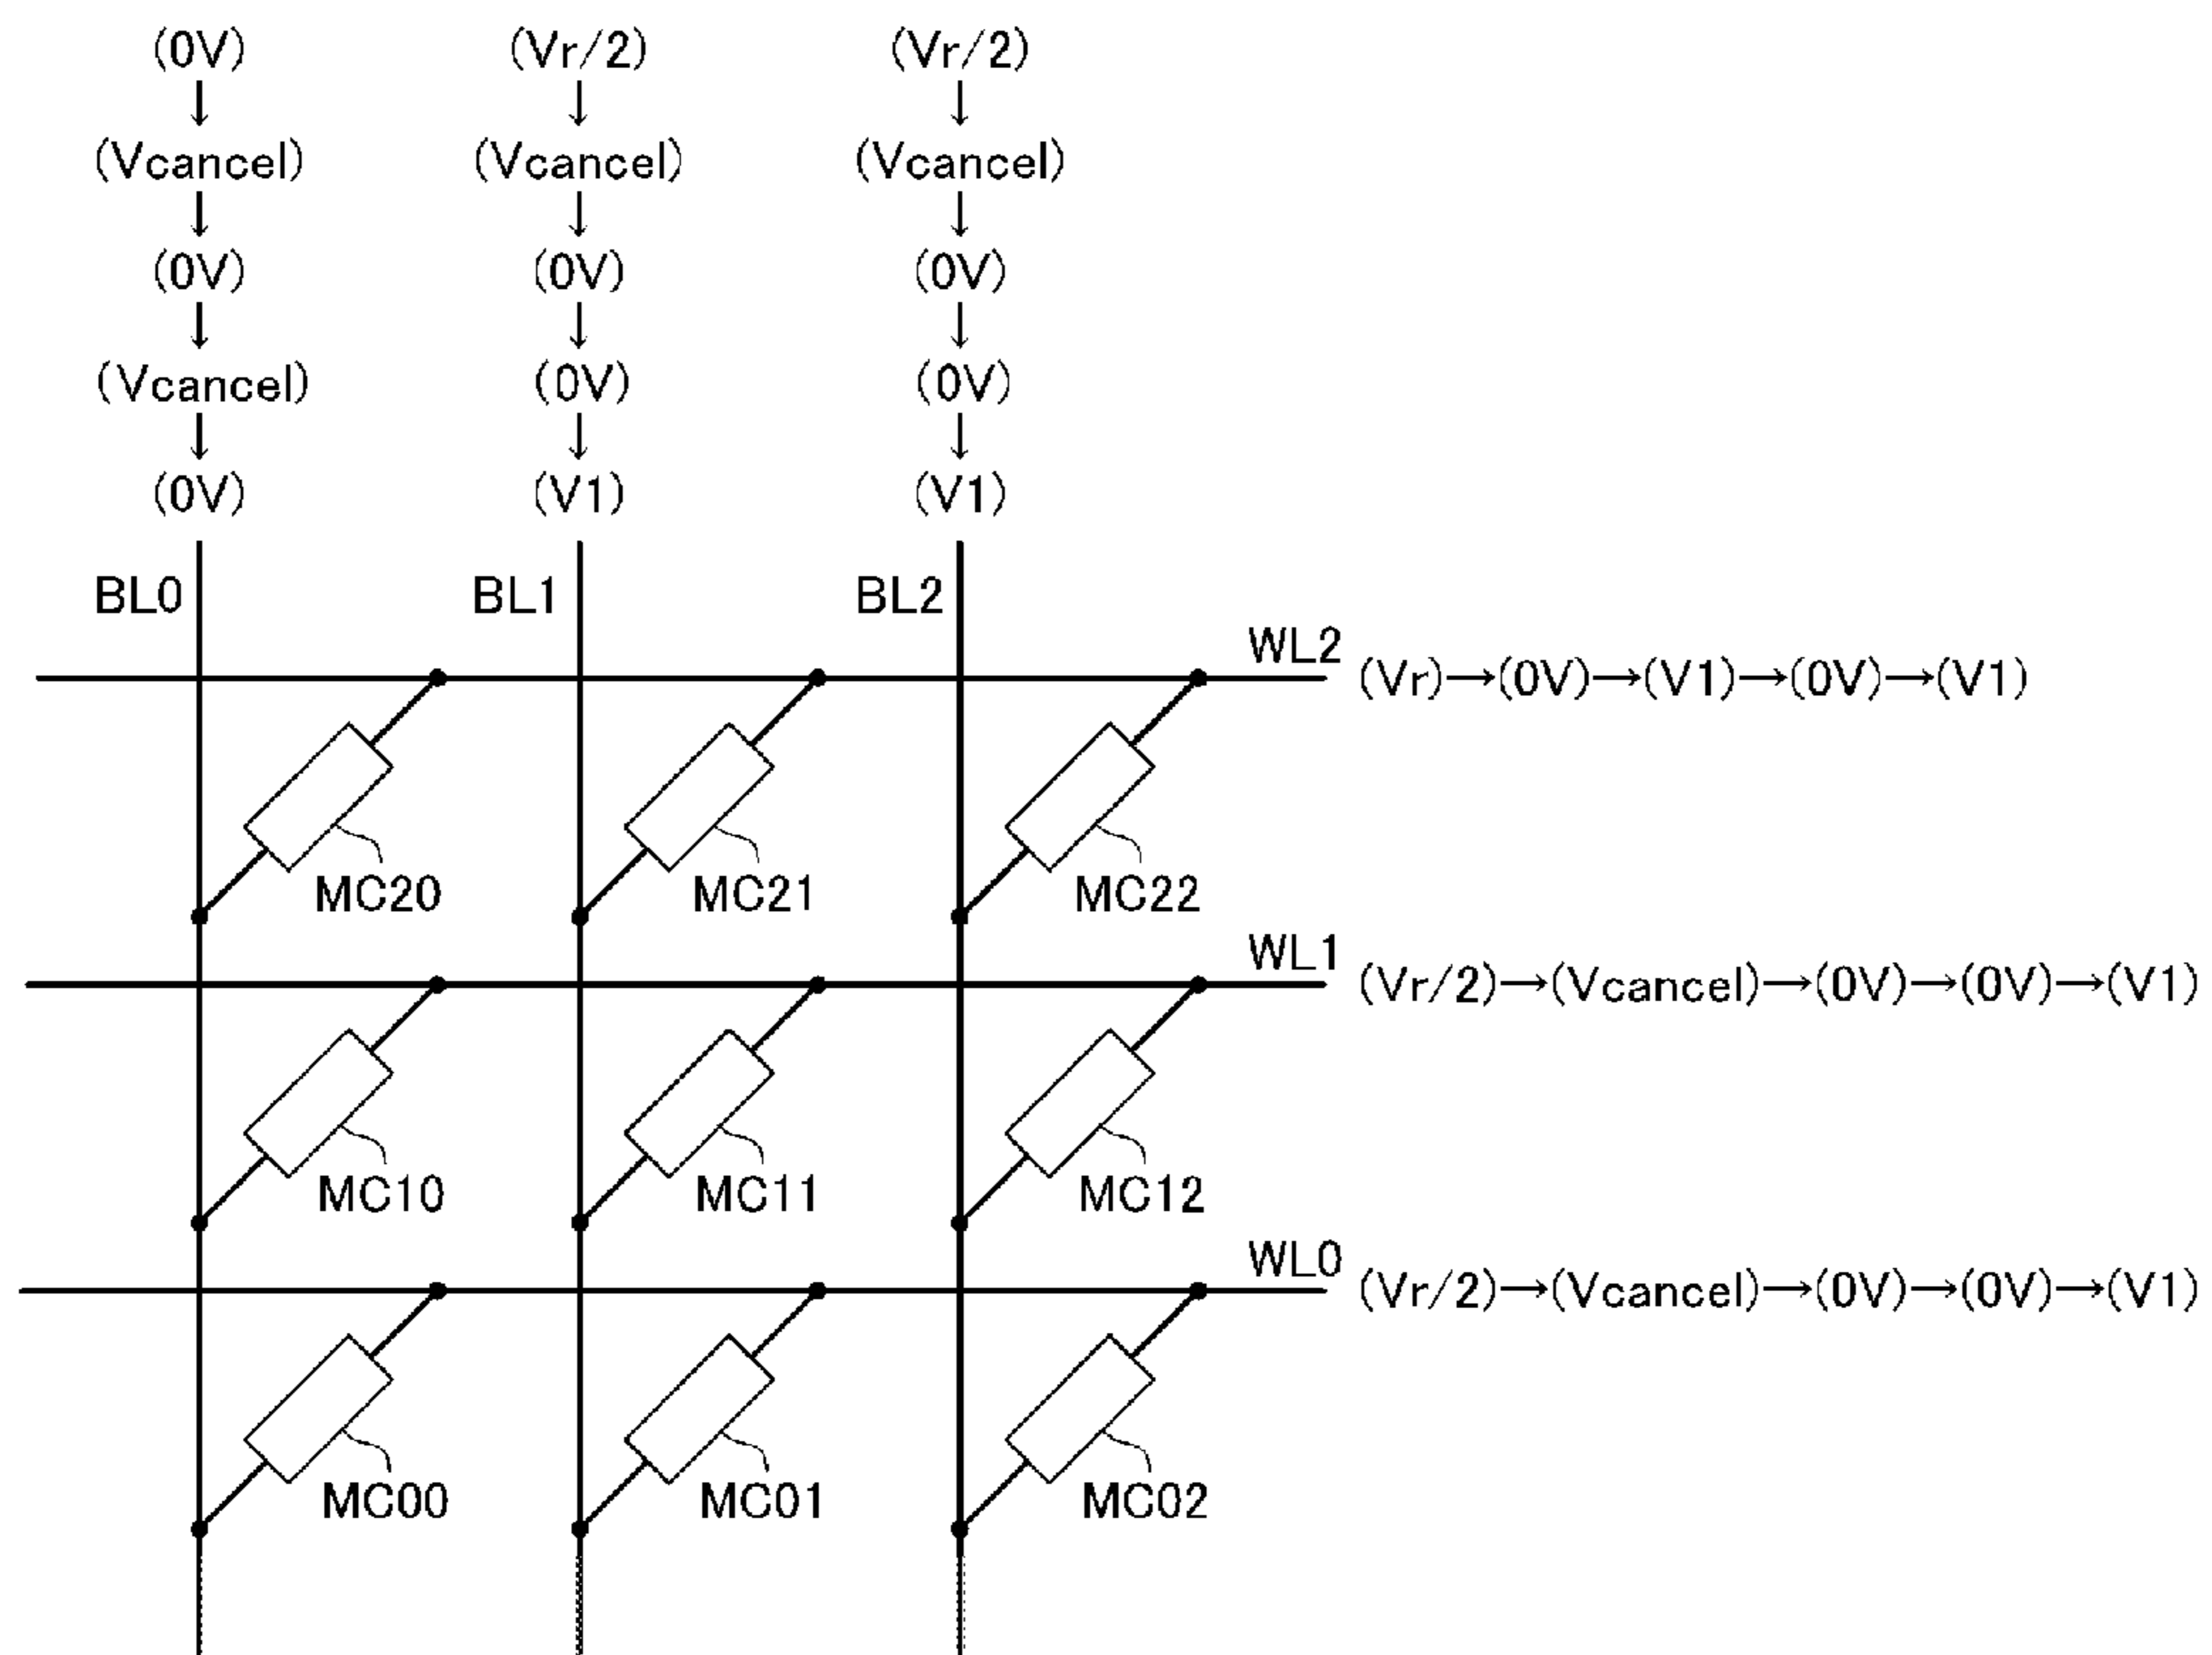 (0V) (Vr/2) (Vr/2)
(Vcancel) (Vcancel) (Vcancel)
(0V) (0V) (0V)
(Vcancel) (0V) (0V)
(0V) (V1) (V1)
BL0 BL1 BL2
WL2 (Vr)→(0V)→(V1)→(0V)→(V1)
MC20 MC21 MC22
WL1 (Vr/2)→(Vcancel)→(0V)→(0V)→(V1)
MC10 MC11 MC12
WL0 (Vr/2)→(Vcancel)→(0V)→(0V)→(V1)
MC00 MC01 MC02